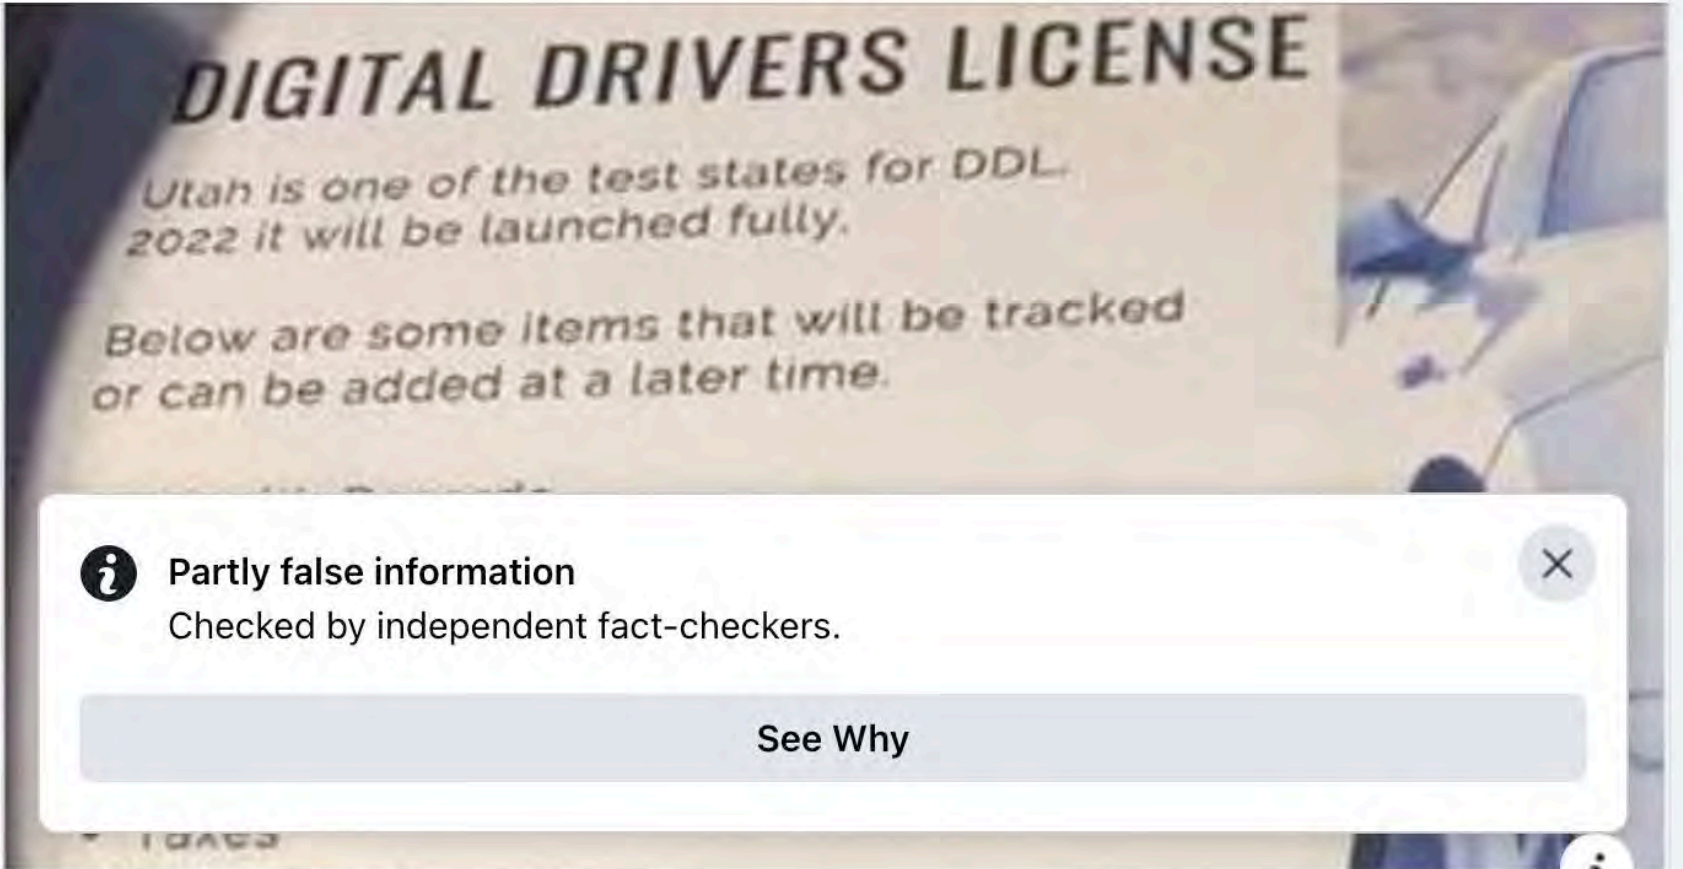 DIGITAL DRIVERS LICENSE
Utah is one of the test states for DDL.
2022 it will be launched fully.
Below are some items that will be tracked
or can be added at a later time.
Partly false information
Checked by independent fact-checkers.
See Why
• Taxes